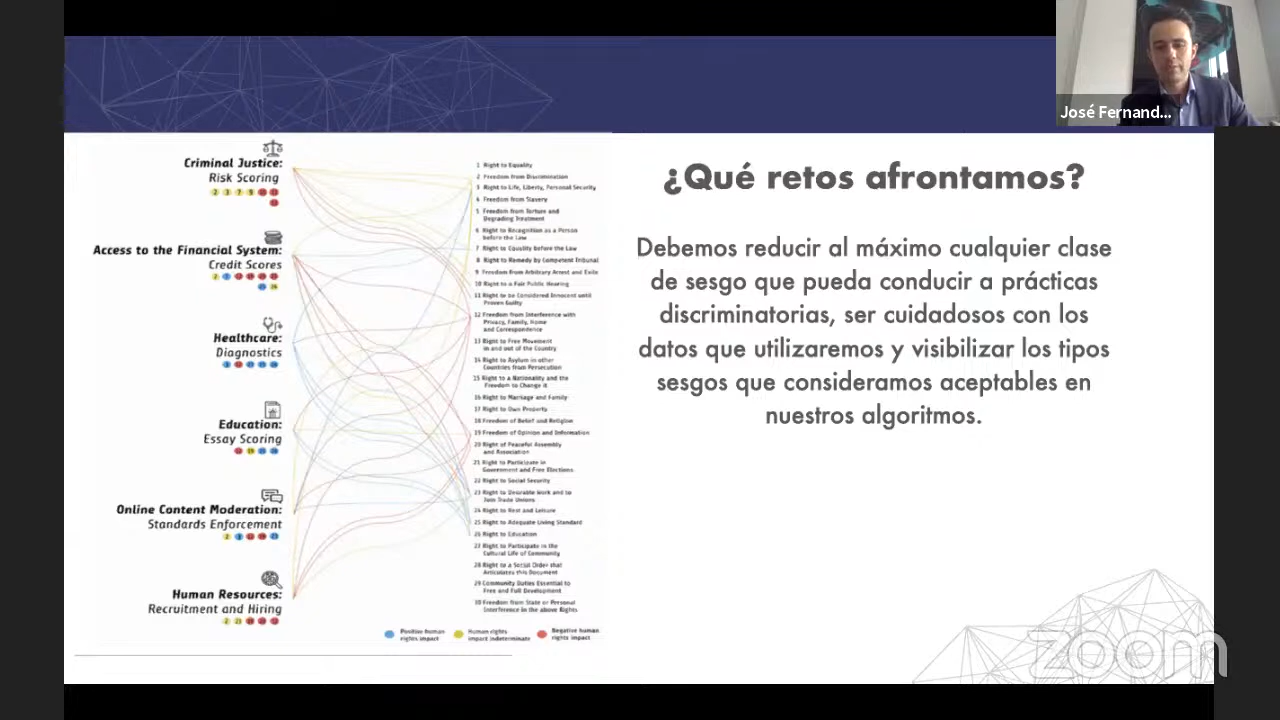 José Fernand...
Criminal Justice:
Risk Scoring
Access to the Financial System:
Credit Scores
Healthcare:
Diagnostics
Education:
Essay Scoring
Online Content Moderation:
Standards Enforcement
Human Resources:
Recruitment and Hiring
1 Right to Equality
2 Freedom from Discrimination
3 Right to Life, Liberty, Personal Security
4 Freedom from Slavery
5 Freedom from Torture and
Degrading Treatment
6 Right to Recognition as a Person
before the Law
7 Right to Equality before the Law
8 Right to Remedy by Competent Tribunal
9 Freedom from Arbitrary Arrest and Exile
10 Right to a Fair Public Hearing
11 Right to be Considered Innocent until
Proven Guilty
12 Freedom from Interference with
Privacy, Family, Home
and Correspondence
13 Right to Free Movement
in and out of the Country
14 Right to Asylum in other
Countries from Persecution
15 Right to a Nationality and the
Freedom to Change it
16 Right to Marriage and Family
17 Right to Own Property
18 Freedom of Belief and Religion
19 Freedom of Opinion and Information
20 Right of Peaceful Assembly
and Association
21 Right to Participate in
Government and Free Elections
22 Right to Social Security
23 Right to Desirable Work and to
Join Trade Unions
24 Right to Rest and Leisure
25 Right to Adequate Living Standard
26 Right to Education
27 Right to Participate in the
Cultural Life of Community
28 Right to a Social Order that
Articulates this Document
29 Community Duties Essential to
Free and Full Development
30 Freedom from State or Personal
Interference in the above Rights
Positive human
rights impact
Human rights
impact indeterminate
Negative human
rights impact
¿Qué retos afrontamos?
Debemos reducir al máximo cualquier clase
de sesgo que pueda conducir a prácticas
discriminatorias, ser cuidadosos con los
datos que utilizaremos y visibilizar los tipos
sesgos que consideramos aceptables en
nuestros algoritmos.
zoom